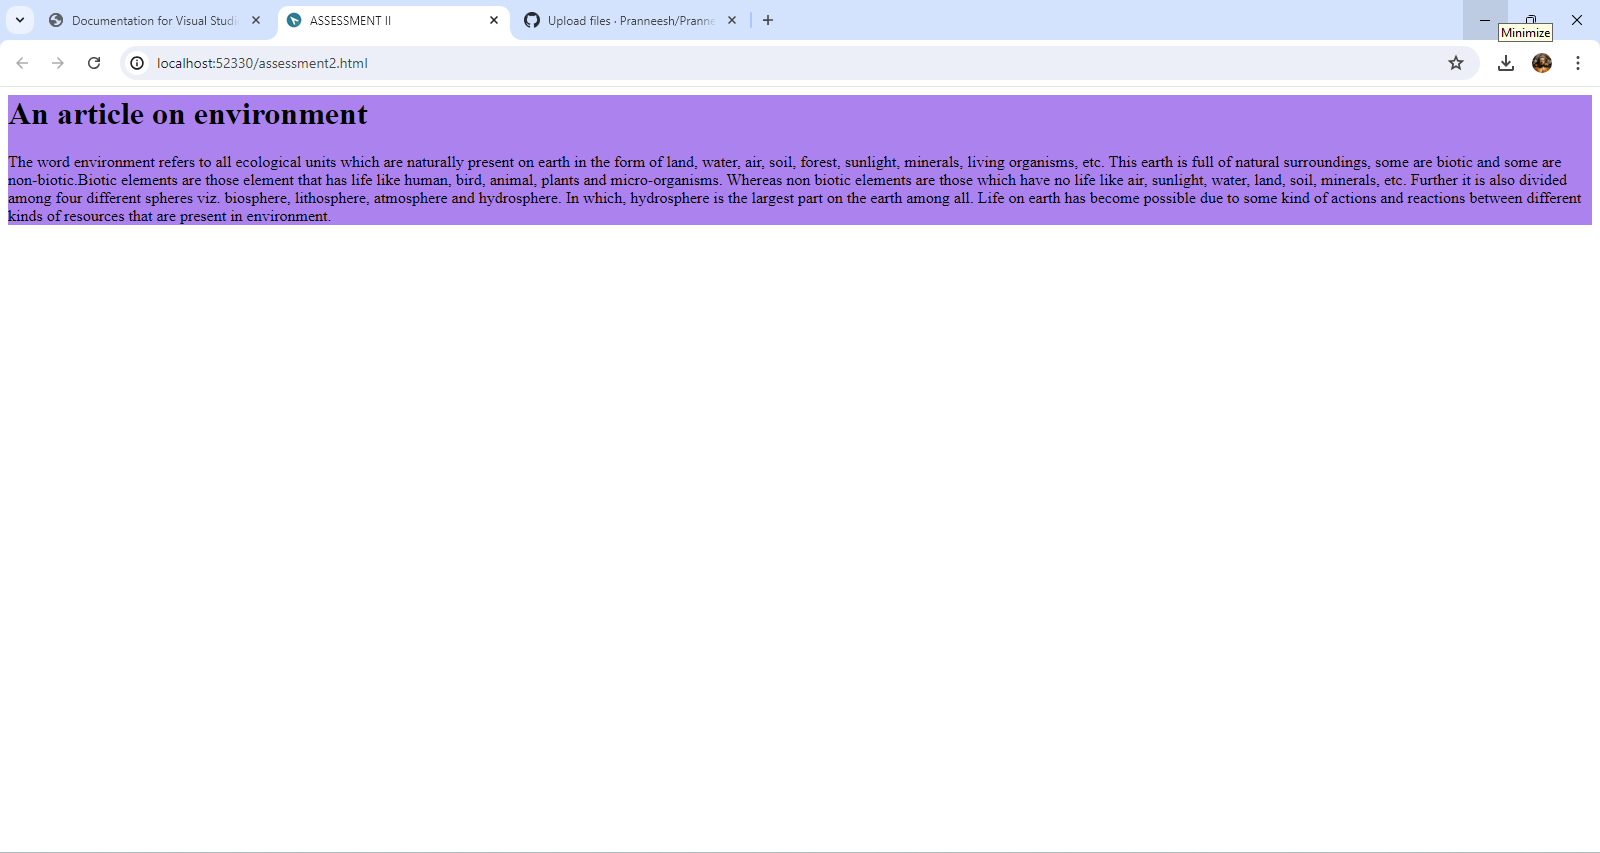 Documentation for Visual Studi
ASSESSMENT II
Upload files · Pranneesh/Pranne
Minimize
localhost:52330/assessment2.html
An article on environment
The word environment refers to all ecological units which are naturally present on earth in the form of land, water, air, soil, forest, sunlight, minerals, living organisms, etc. This earth is full of natural surroundings, some are biotic and some are
non-biotic.Biotic elements are those element that has life like human, bird, animal, plants and micro-organisms. Whereas non biotic elements are those which have no life like air, sunlight, water, land, soil, minerals, etc. Further it is also divided
among four different spheres viz. biosphere, lithosphere, atmosphere and hydrosphere. In which, hydrosphere is the largest part on the earth among all. Life on earth has become possible due to some kind of actions and reactions between different
kinds of resources that are present in environment.